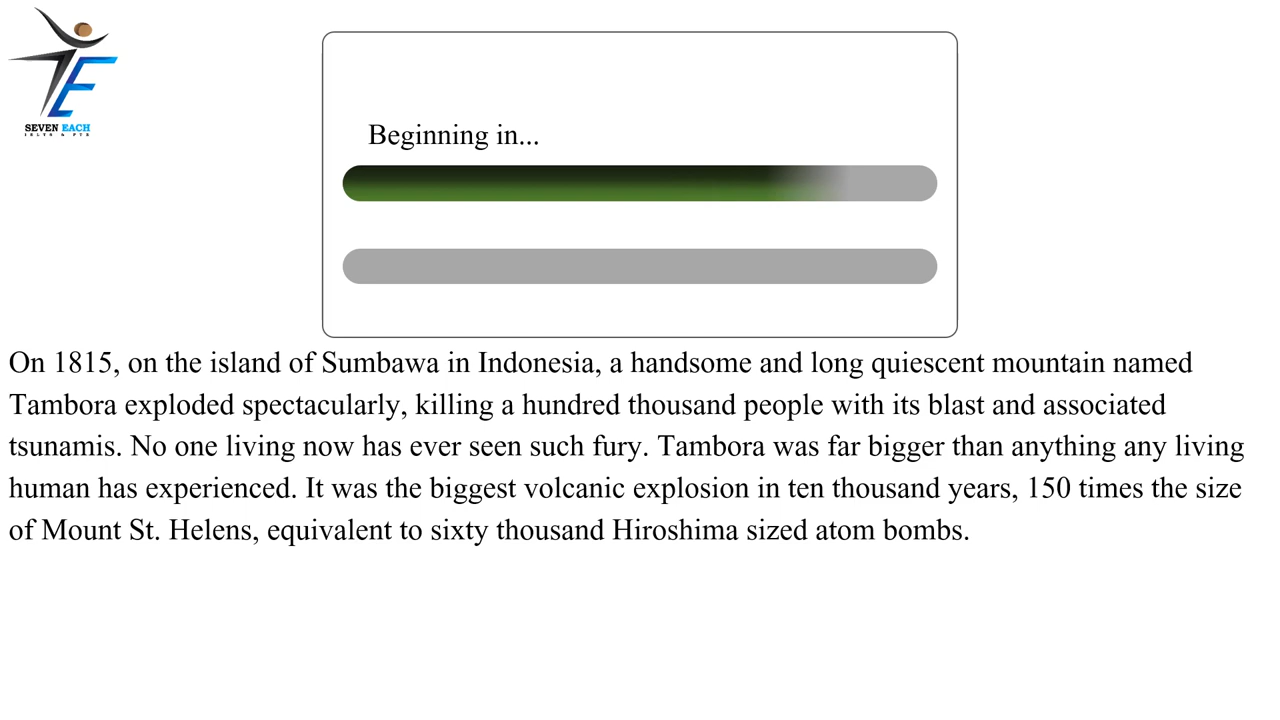 SEVEN EACH
IELTS & PTE
Beginning in...
On 1815, on the island of Sumbawa in Indonesia, a handsome and long quiescent mountain named
Tambora exploded spectacularly, killing a hundred thousand people with its blast and associated
tsunamis. No one living now has ever seen such fury. Tambora was far bigger than anything any living
human has experienced. It was the biggest volcanic explosion in ten thousand years, 150 times the size
of Mount St. Helens, equivalent to sixty thousand Hiroshima sized atom bombs.